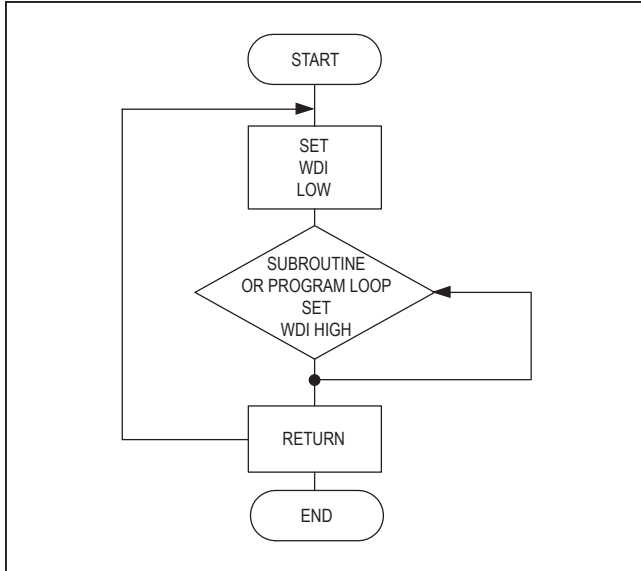 START
SET
WDI
LOW
SUBROUTINE
OR PROGRAM LOOP
SET
WDI HIGH
RETURN
END